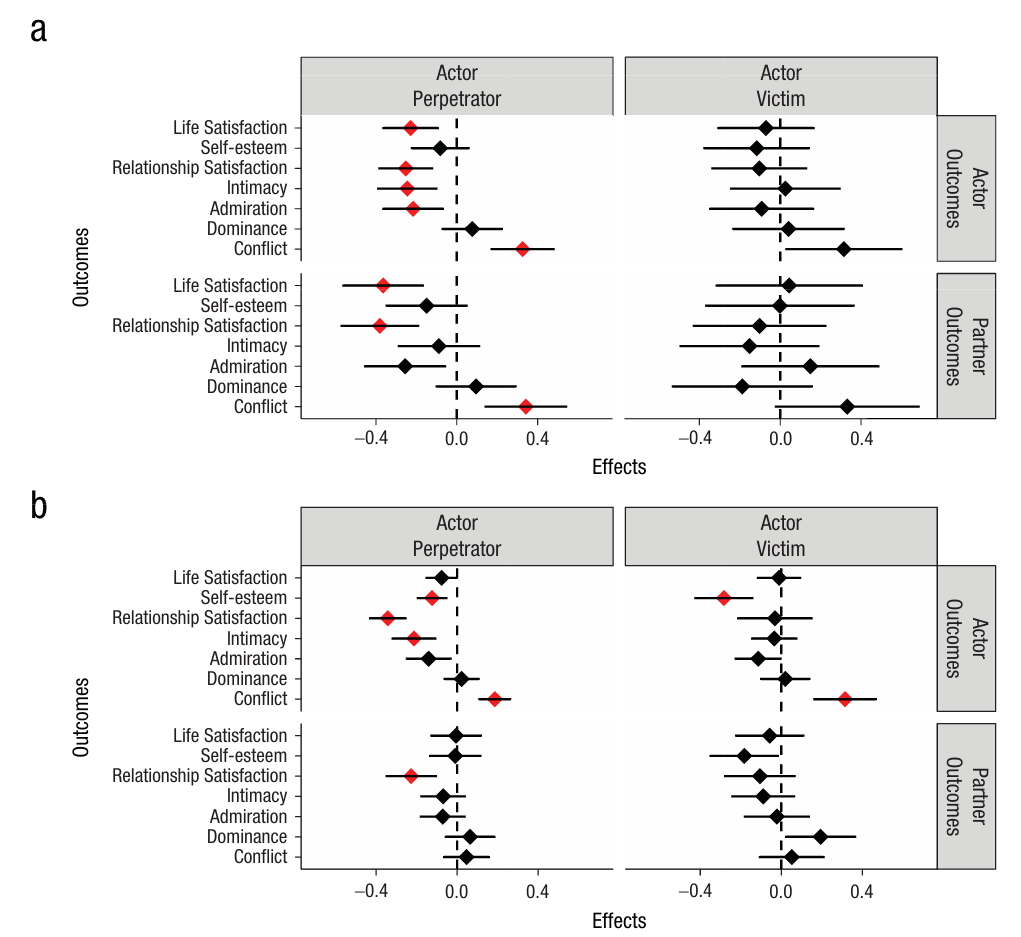 a
Actor
Perpetrator
Actor
Victim
Outcomes
Life Satisfaction
Self-esteem
Relationship Satisfaction
Intimacy
Admiration
Dominance
Conflict
Actor
Outcomes
Life Satisfaction
Self-esteem
Relationship Satisfaction
Intimacy
Admiration
Dominance
Conflict
Partner
Outcomes
−0.4 0.0 0.4
−0.4 0.0 0.4
Effects
b
Actor
Perpetrator
Actor
Victim
Outcomes
Life Satisfaction
Self-esteem
Relationship Satisfaction
Intimacy
Admiration
Dominance
Conflict
Actor
Outcomes
Life Satisfaction
Self-esteem
Relationship Satisfaction
Intimacy
Admiration
Dominance
Conflict
Partner
Outcomes
−0.4 0.0 0.4
−0.4 0.0 0.4
Effects